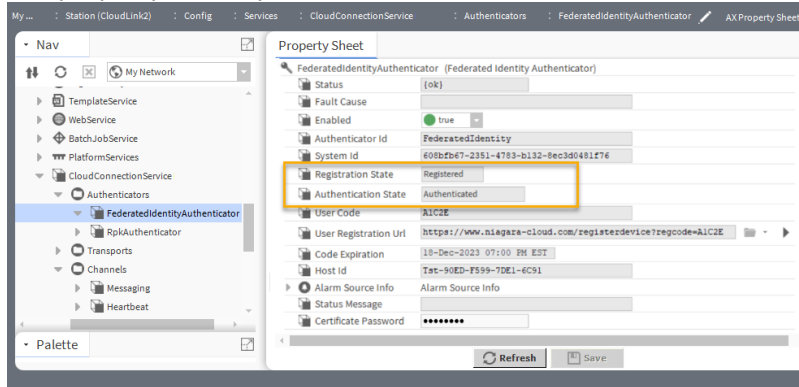 My ... : Station (CloudLink2) : Config : Services : CloudConnectionService : Authenticators : FederatedIdentityAuthenticator AX Property Sheet
Nav
My Network
TemplateService
WebService
BatchJobService
PlatformServices
CloudConnectionService
Authenticators
FederatedIdentityAuthenticator
RpkAuthenticator
Transports
Channels
Messaging
Heartbeat
Palette
Property Sheet
FederatedIdentityAuthenticator (Federated Identity Authenticator)
Status {ok}
Fault Cause
Enabled true
Authenticator Id FederatedIdentity
System Id 608bfb67-2351-4783-b132-8ec3d0481f76
Registration State Registered
Authentication State Authenticated
User Code A1C2E
User Registration Url https://www.niagara-cloud.com/registerdevice?regcode=A1C2E
Code Expiration 18-Dec-2023 07:00 PM EST
Host Id Tst-90ED-F599-7DE1-6C91
Alarm Source Info Alarm Source Info
Status Message
Certificate Password ••••••••
Refresh Save